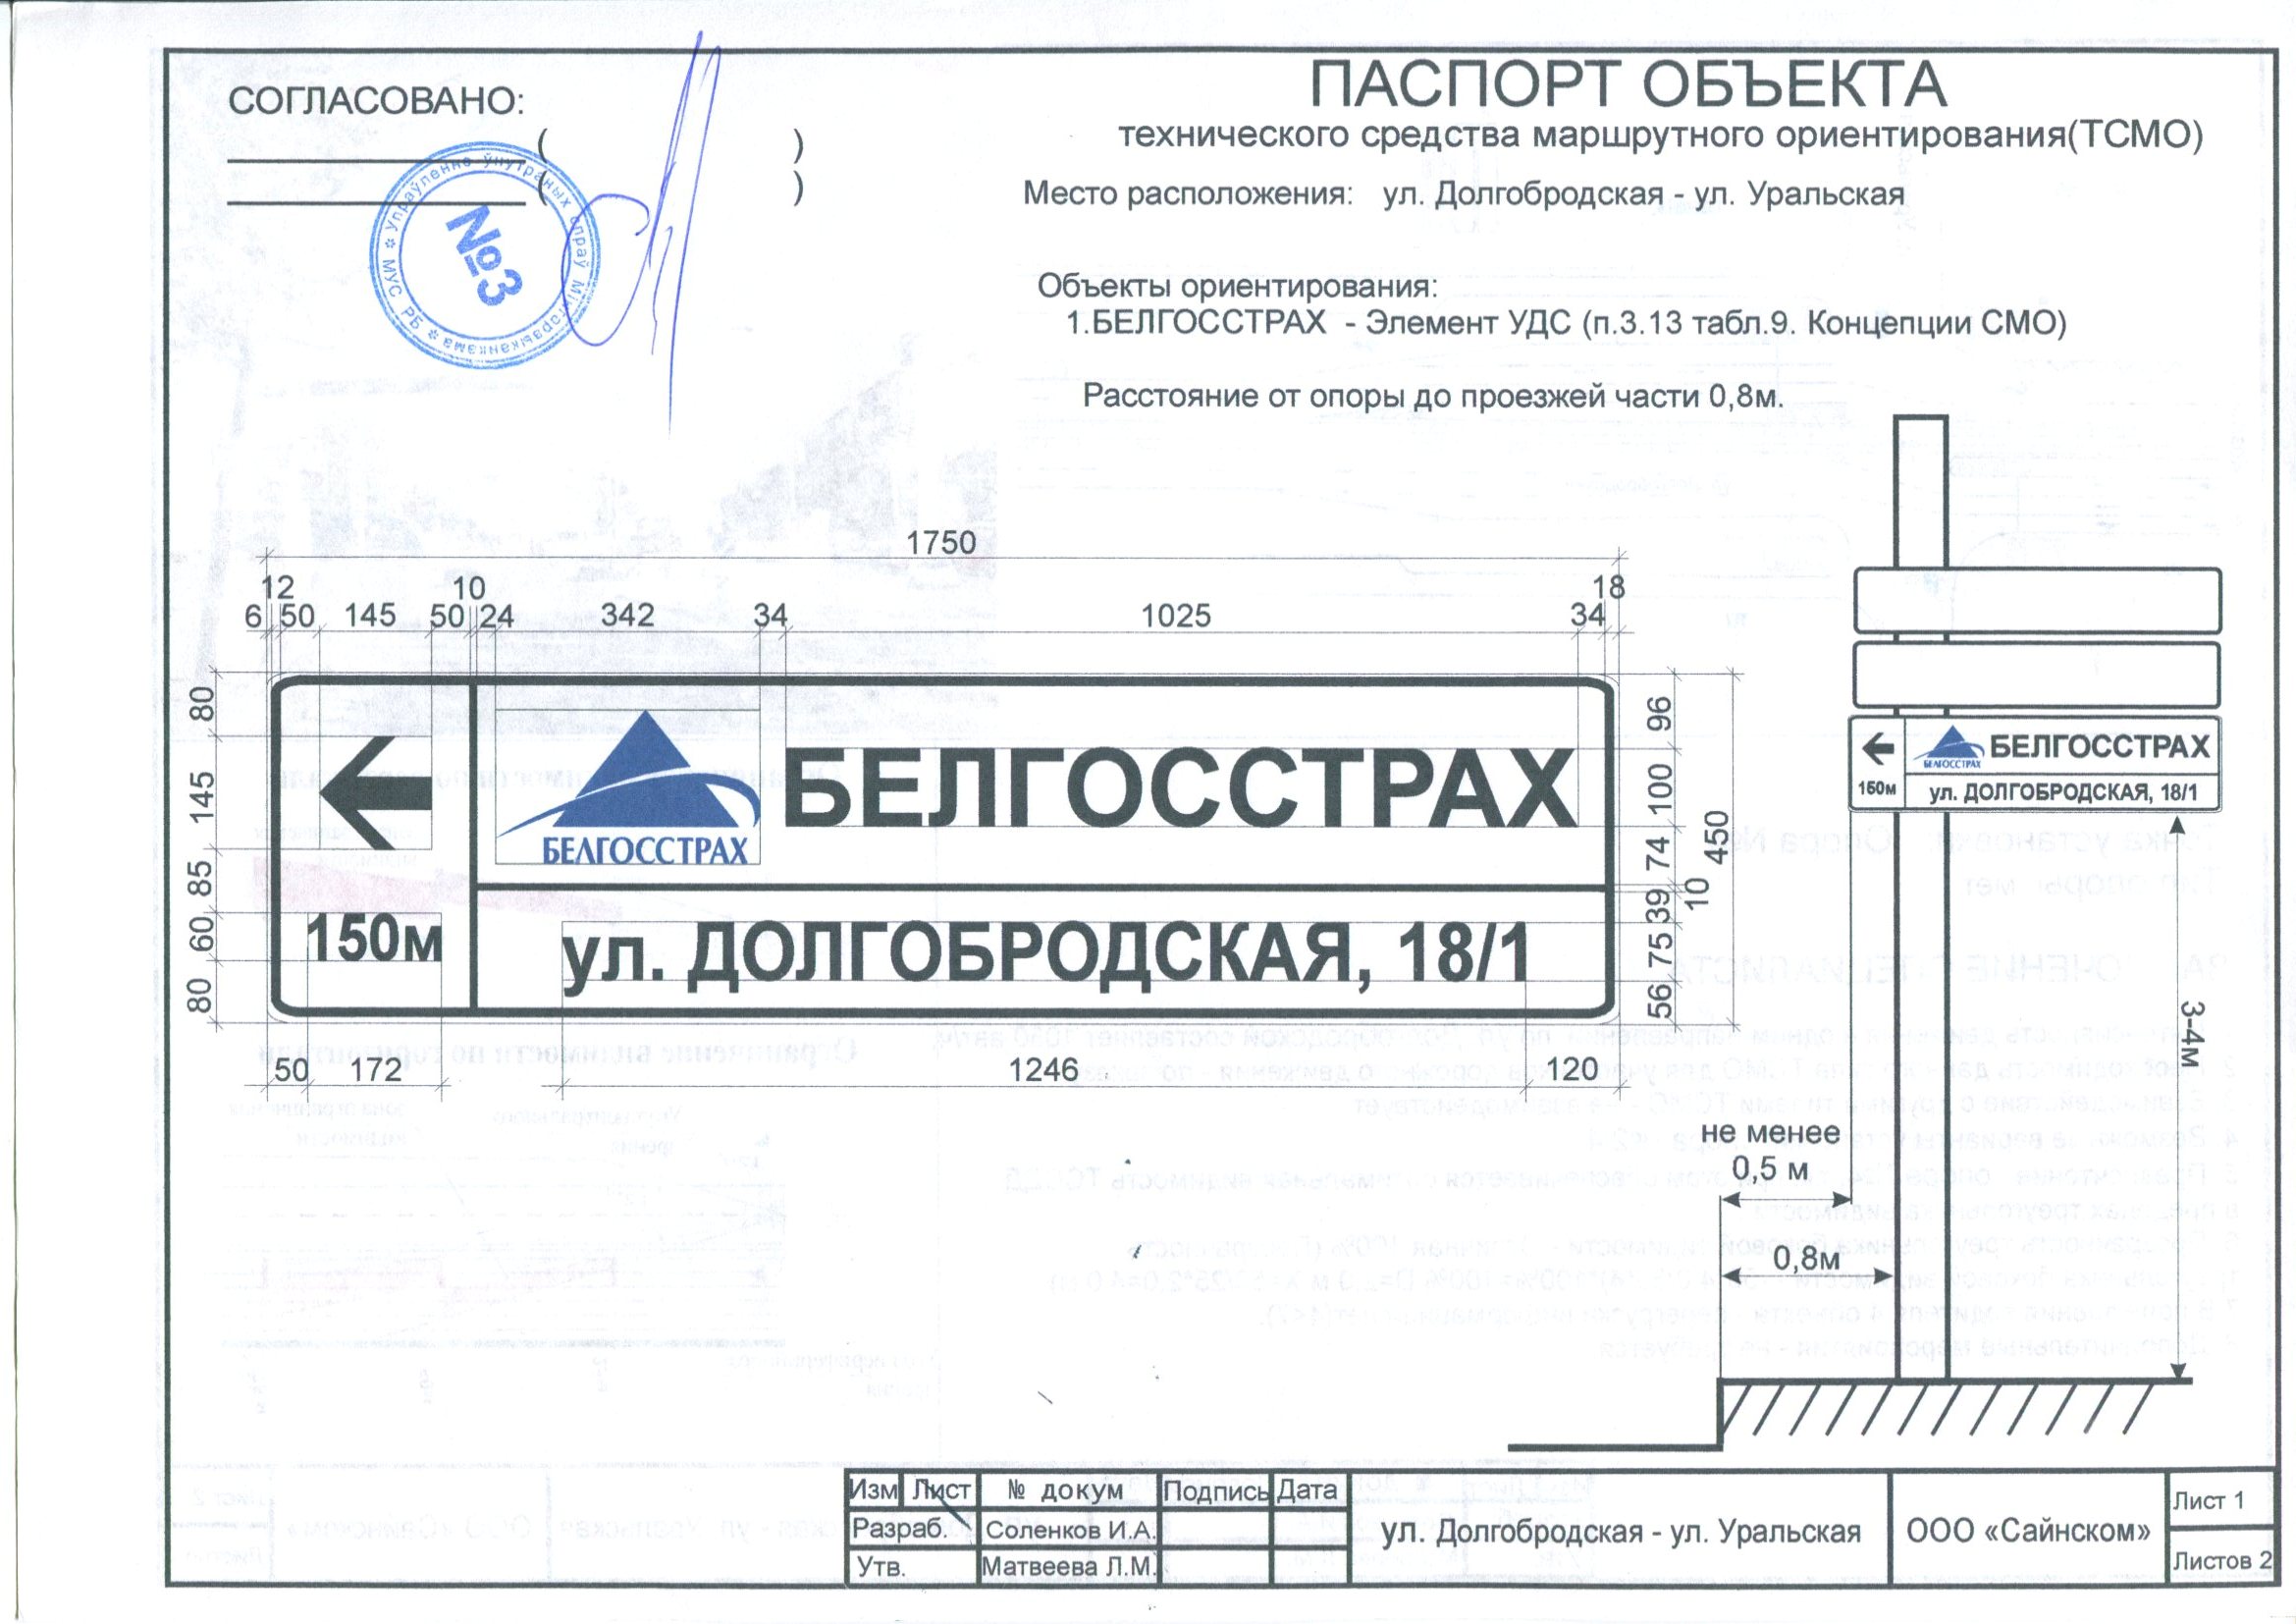 СОГЛАСОВАНО:
( )
( )
✲ Упраўленне ўнутраных спраў Мінгарвыканкама ✲ МУС РБ
№3
ПАСПОРТ ОБЪЕКТА
технического средства маршрутного ориентирования(ТСМО)
Место расположения: ул. Долгобродская - ул. Уральская
Объекты ориентирования:
1.БЕЛГОССТРАХ - Элемент УДС (п.3.13 табл.9. Концепции СМО)
Расстояние от опоры до проезжей части 0,8м.
1750
12 10 18
6 50 145 50 24 342 34 1025 34
80
145
85
60
80
БЕЛГОССТРАХ
БЕЛГОССТРАХ
150м
ул. ДОЛГОБРОДСКАЯ, 18/1
96
100
74
39
75
56
10
450
50 172 1246 120
БЕЛГОССТРАХ
БЕЛГОССТРАХ
150м
ул. ДОЛГОБРОДСКАЯ, 18/1
3-4м
не менее
0,5 м
0,8м
Изм Лист № докум Подпись Дата
Разраб. Соленков И.А.
Утв. Матвеева Л.М.
ул. Долгобродская - ул. Уральская
ООО «Сайнском»
Лист 1
Листов 2